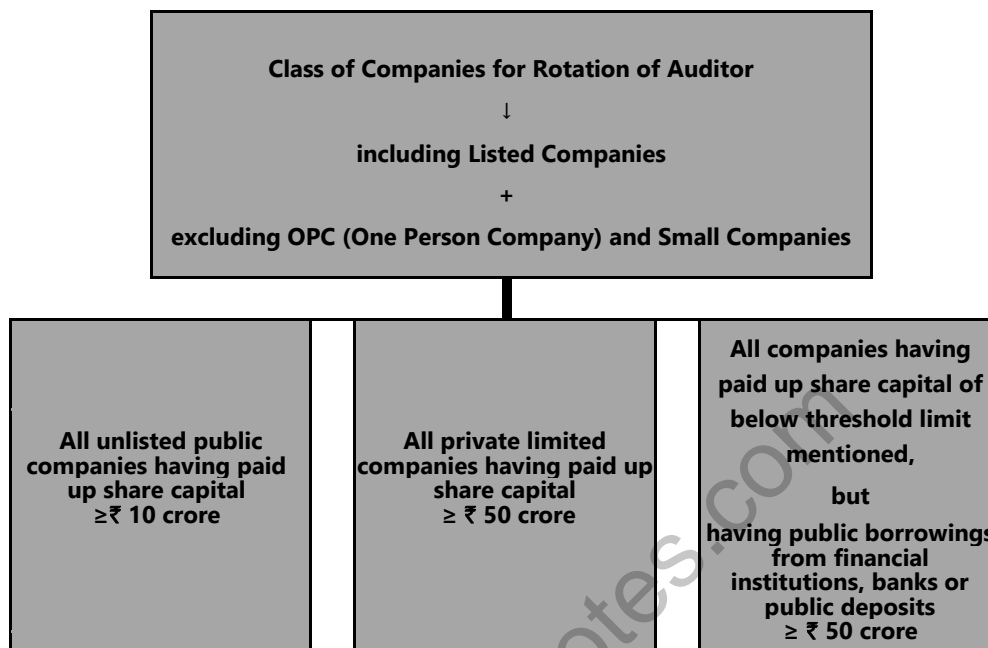 Class of Companies for Rotation of Auditor
↓
including Listed Companies
+
excluding OPC (One Person Company) and Small Companies
All unlisted public
companies having paid
up share capital
≥₹ 10 crore
All private limited
companies having paid up
share capital
≥ ₹ 50 crore
All companies having
paid up share capital of
below threshold limit
mentioned,
but
having public borrowings
from financial
institutions, banks or
public deposits
≥ ₹ 50 crore
otes.com